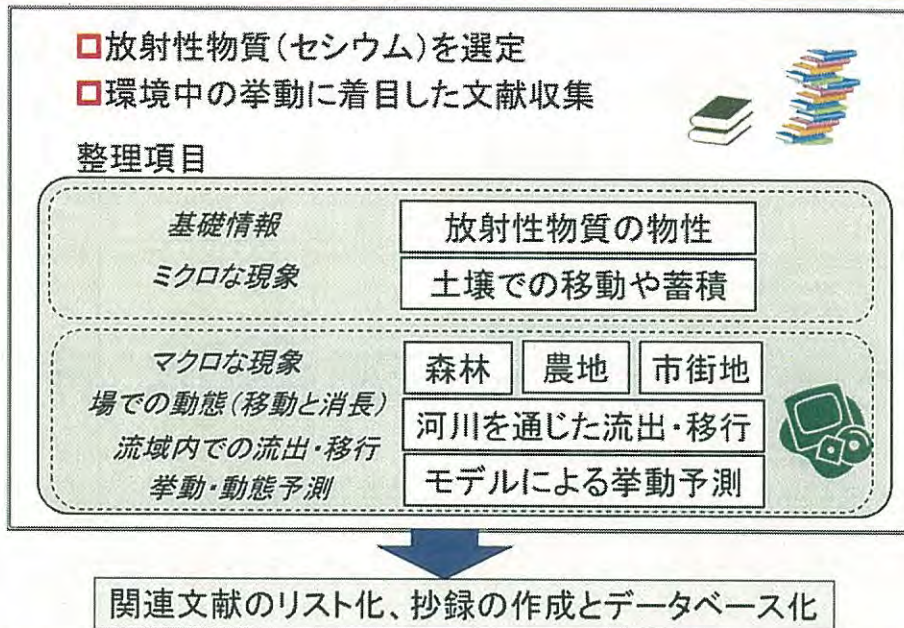 □放射性物質(セシウム)を選定
□環境中の挙動に着目した文献収集
整理項目
基礎情報
放射性物質の物性
ミクロな現象
土壌での移動や蓄積
マクロな現象
森林 農地 市街地
場での動態(移動と消長)
河川を通じた流出・移行
流域内での流出・移行
挙動・動態予測
モデルによる挙動予測
関連文献のリスト化、抄録の作成とデータベース化